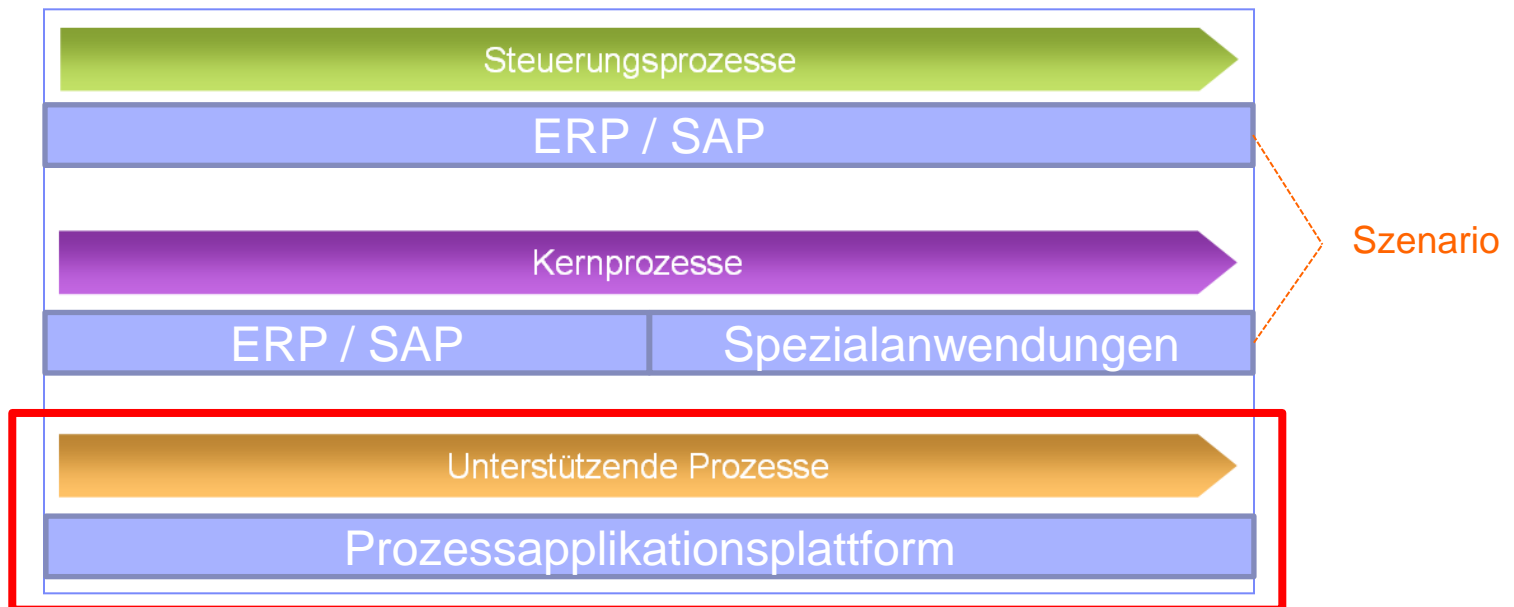 Steuerungsprozesse
ERP / SAP
Szenario
Kernprozesse
ERP / SAP
Spezialanwendungen
Unterstützende Prozesse
Prozessapplikationsplattform